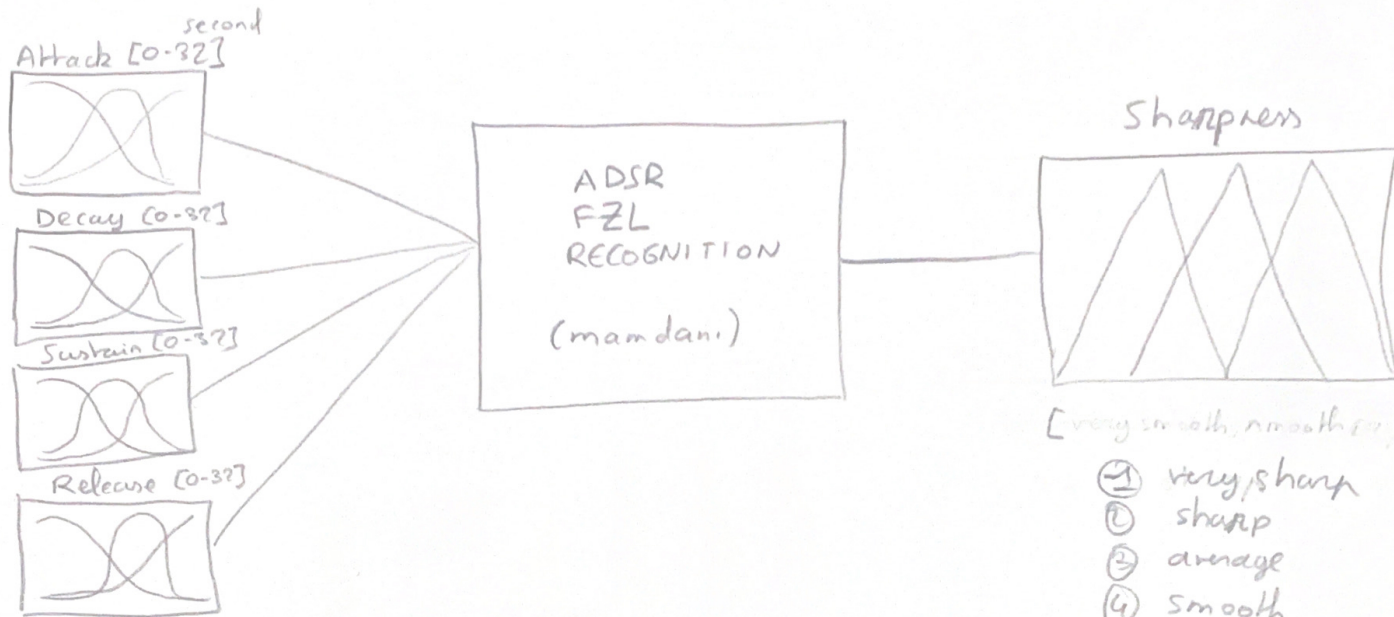 second
Attack [0-32]
Decay [0-32]
Sustain [0-32]
Release [0-32]
ADSR
FZL
RECOGNITION
(mamdani)
Sharpness
[very smooth, smooth
① very sharp
② sharp
③ average
④ smooth